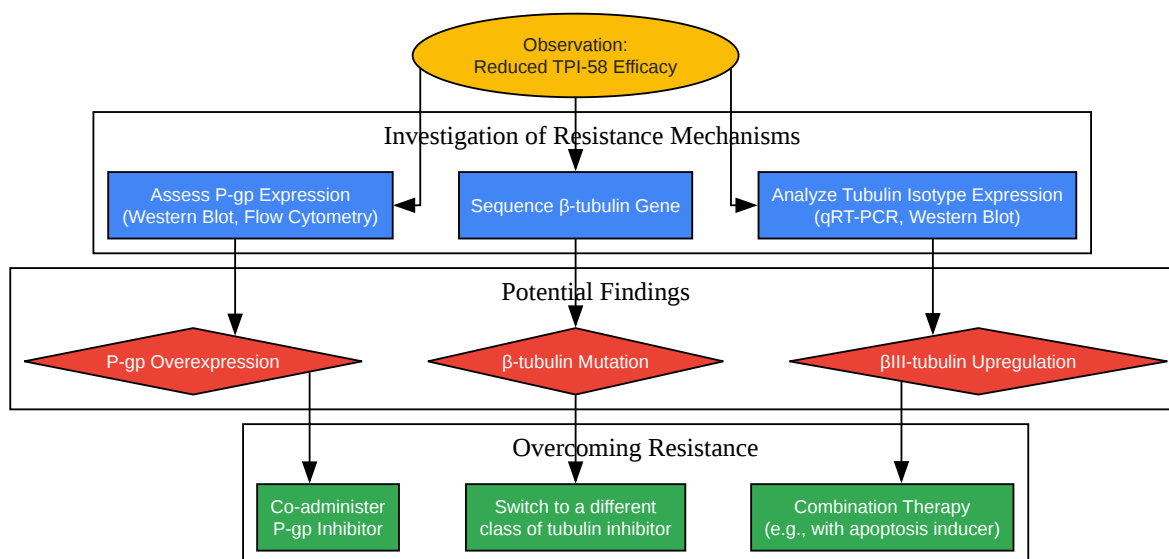 Observation:
Reduced TPI-58 Efficacy
Investigation of Resistance Mechanisms
Assess P-gp Expression
(Western Blot, Flow Cytometry)
Sequence β-tubulin Gene
Analyze Tubulin Isotype Expression
(qRT-PCR, Western Blot)
Potential Findings
P-gp Overexpression
β-tubulin Mutation
βIII-tubulin Upregulation
Overcoming Resistance
Co-administer
P-gp Inhibitor
Switch to a different
class of tubulin inhibitor
Combination Therapy
(e.g., with apoptosis inducer)